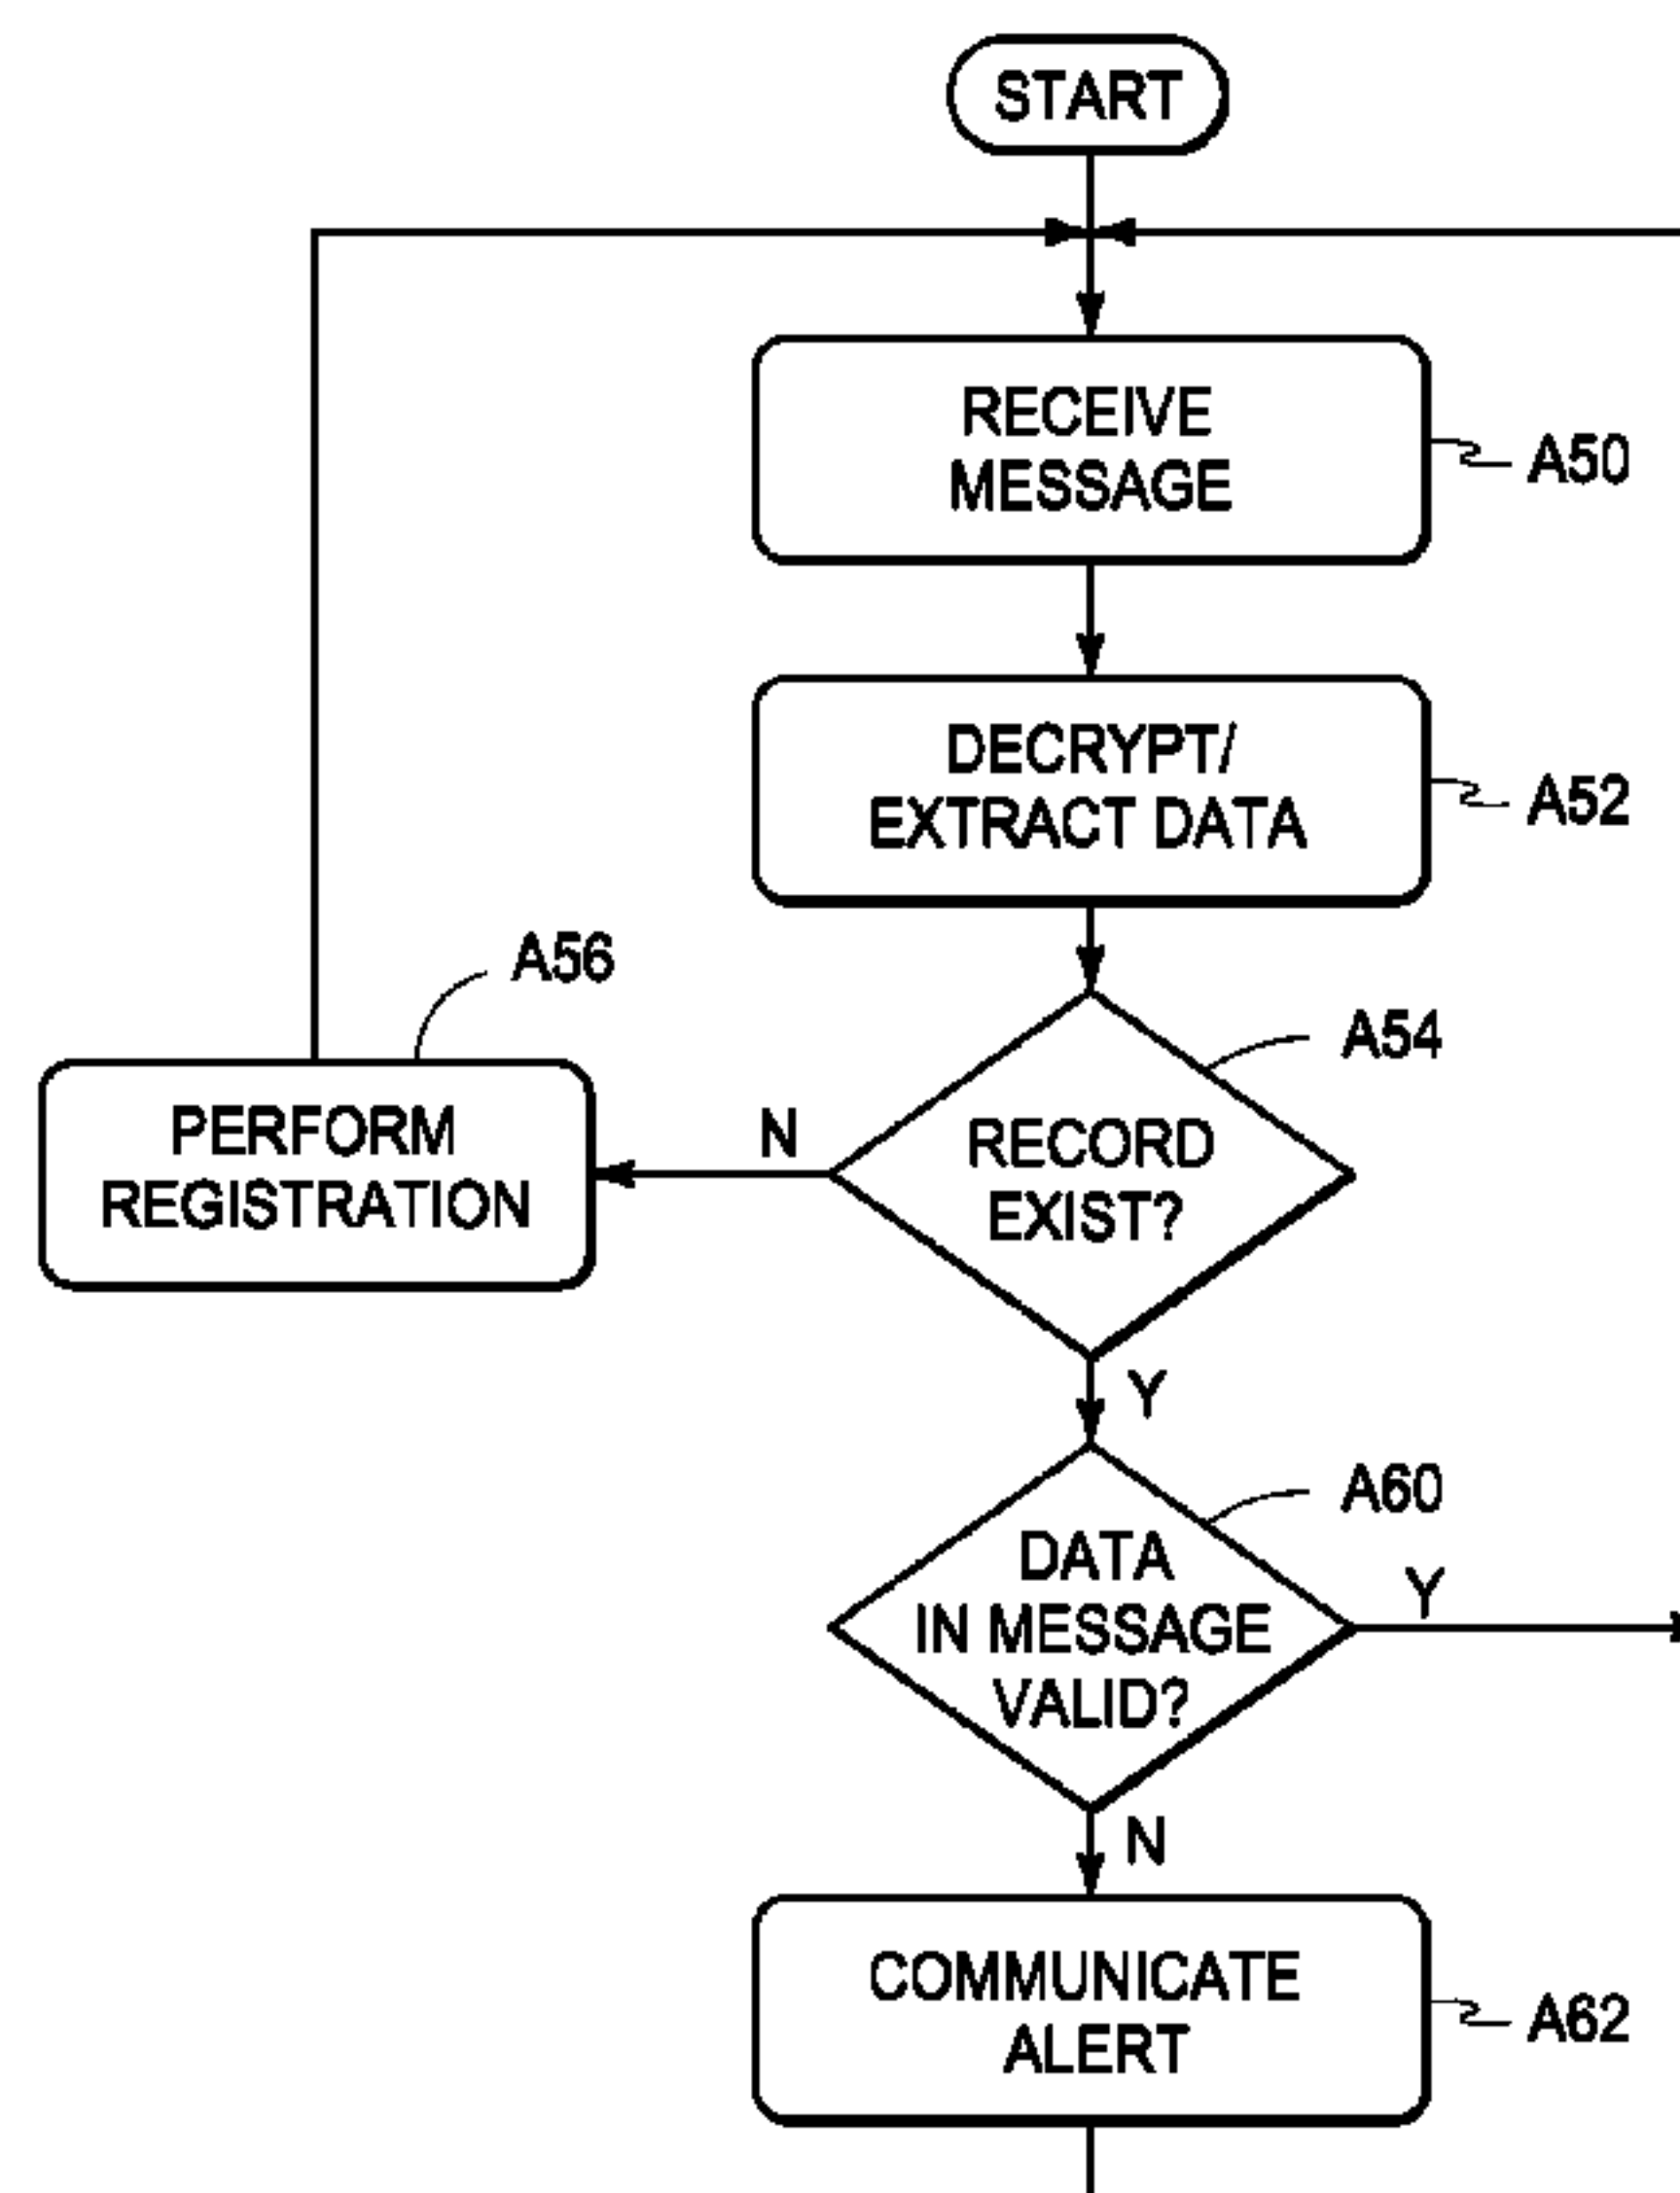 START
RECEIVE
MESSAGE
A50
DECRYPT/
EXTRACT DATA
A52
A56
A54
PERFORM
REGISTRATION
N
RECORD
EXIST?
Y
A60
DATA
IN MESSAGE
VALID?
Y
N
COMMUNICATE
ALERT
A62